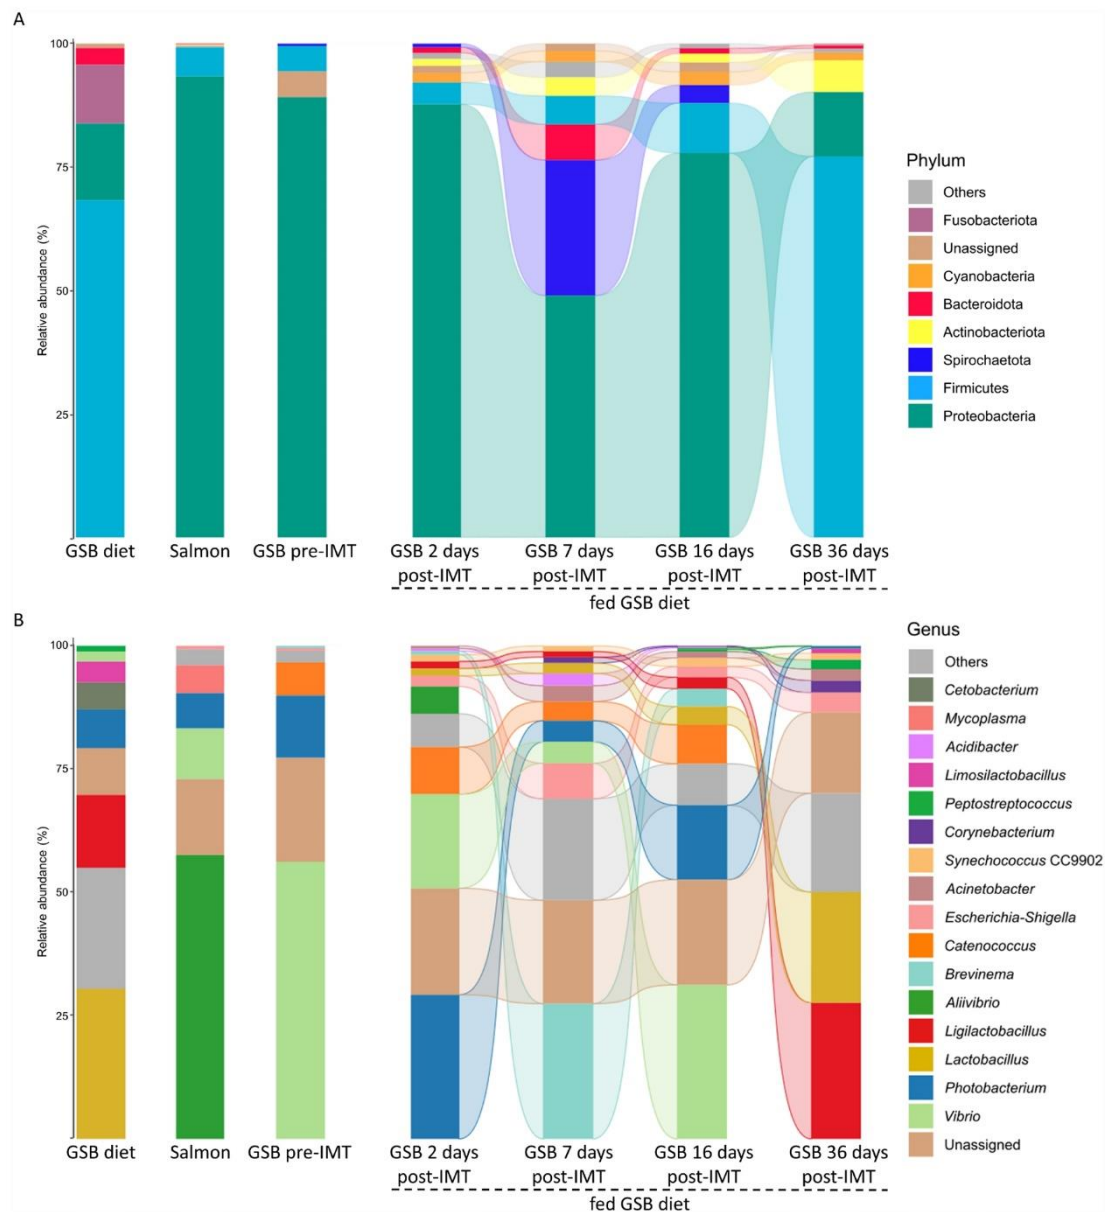 A
100
75
50
25
Relative abundance (%)
GSB diet
Salmon
GSB pre-IMT
GSB 2 days
post-IMT
GSB 7 days
post-IMT
GSB 16 days
post-IMT
GSB 36 days
post-IMT
fed GSB diet
Phylum
Others
Fusobacteriota
Unassigned
Cyanobacteria
Bacteroidota
Actinobacteriota
Spirochaetota
Firmicutes
Proteobacteria
B
100
75
50
25
Relative abundance (%)
GSB diet
Salmon
GSB pre-IMT
GSB 2 days
post-IMT
GSB 7 days
post-IMT
GSB 16 days
post-IMT
GSB 36 days
post-IMT
fed GSB diet
Genus
Others
Cetobacterium
Mycoplasma
Acidibacter
Limosilactobacillus
Peptostreptococcus
Corynebacterium
Synechococcus CC9902
Acinetobacter
Escherichia-Shigella
Catenococcus
Brevinema
Aliivibrio
Ligilactobacillus
Lactobacillus
Photobacterium
Vibrio
Unassigned